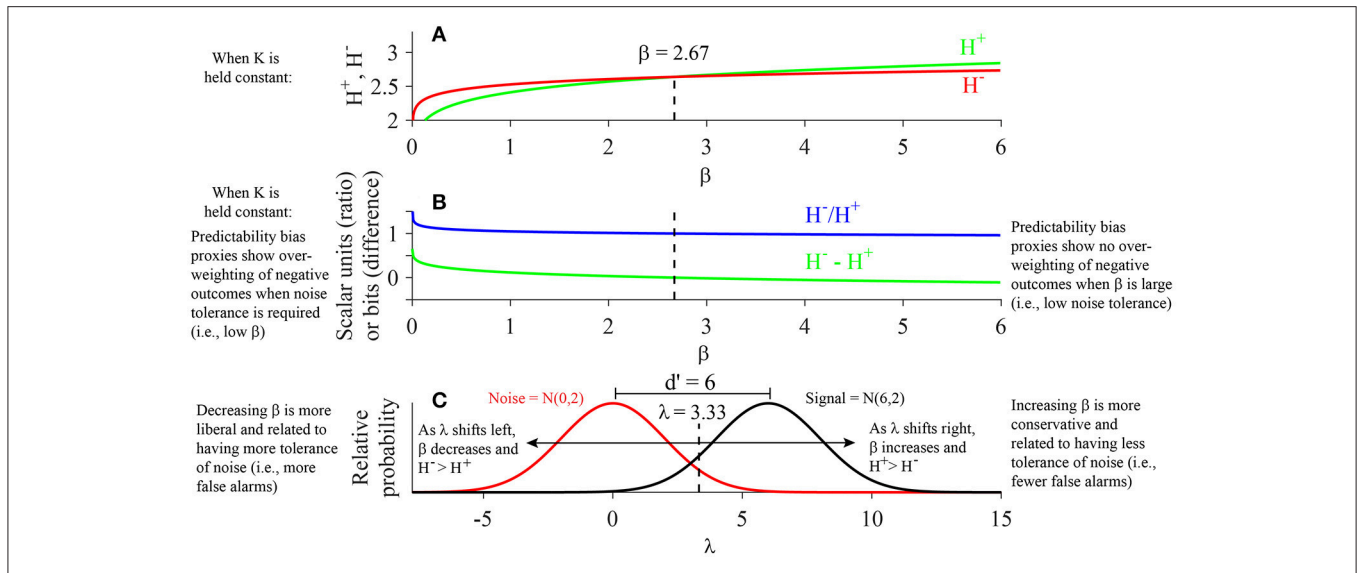 When K is
held constant:
A
H+, H-
3
2.5
2
β = 2.67
H+
H-
0 1 2 3 4 5 6
β
When K is
held constant:
Predictability bias
proxies show over-
weighting of negative
outcomes when noise
tolerance is required
(i.e., low β)
Scalar units (ratio)
or bits (difference)
B
1
0
H-/H+
H- - H+
0 1 2 3 4 5 6
β
Predictability bias
proxies show no over-
weighting of negative
outcomes when β is large
(i.e., low noise tolerance)
Decreasing β is more
liberal and related to
having more tolerance
of noise (i.e., more
false alarms)
Relative
probability
C
d' = 6
Noise = N(0,2)
Signal = N(6,2)
λ = 3.33
As λ shifts left,
β decreases and
H-> H+
As λ shifts right,
β increases and
H+> H-
-5 0 5 10 15
λ
Increasing β is more
conservative and
related to having less
tolerance of noise (i.e.,
fewer false alarms)